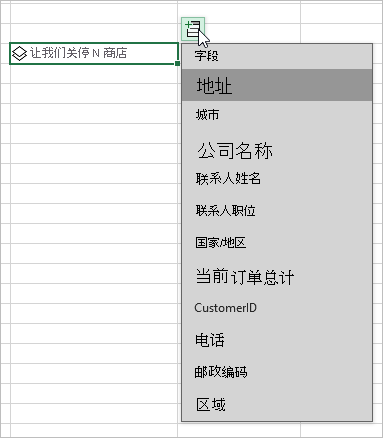 让我们关停 N 商店
字段
地址
城市
公司名称
联系人姓名
联系人职位
国家/地区
当前订单总计
CustomerID
电话
邮政编码
区域